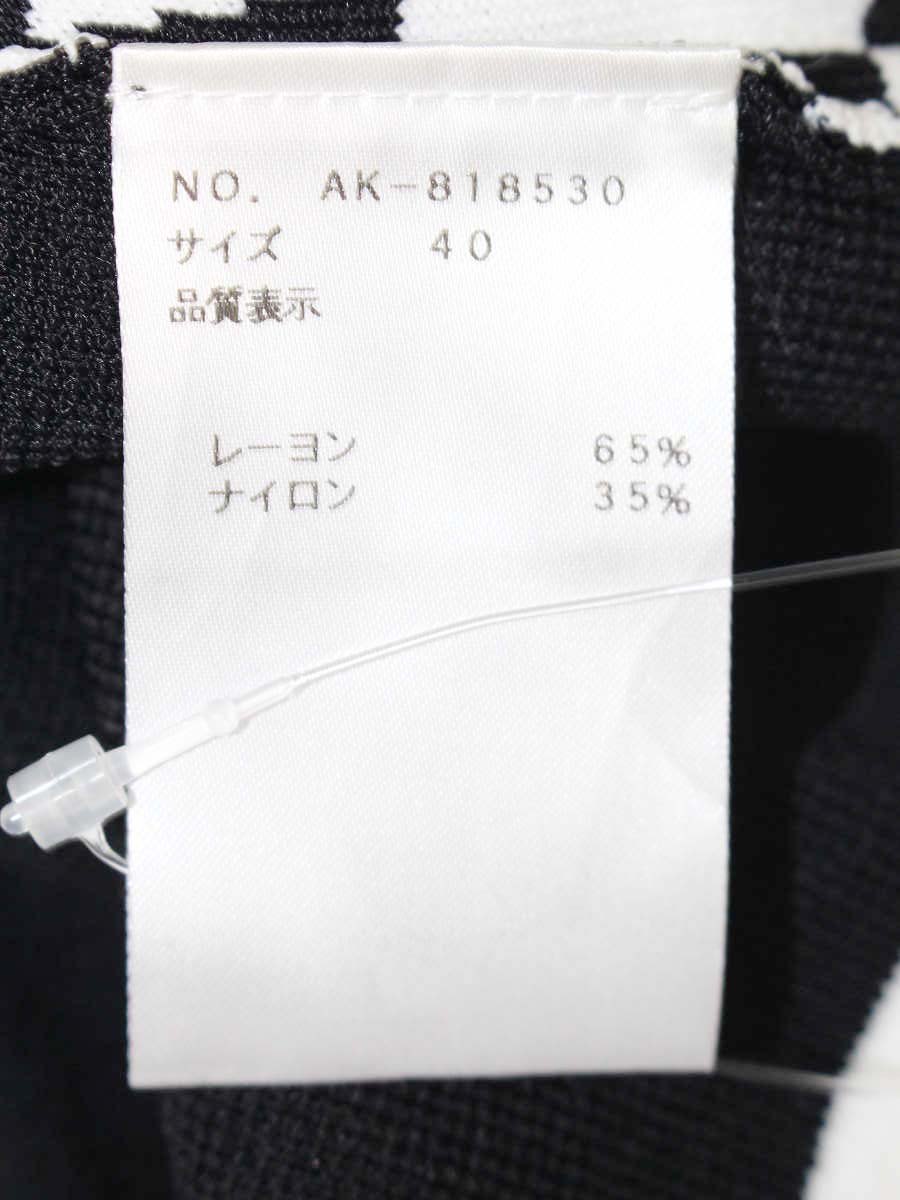 NO. AK-818530
サイズ 40
品質表示
レーヨン 65%
ナイロン 35%